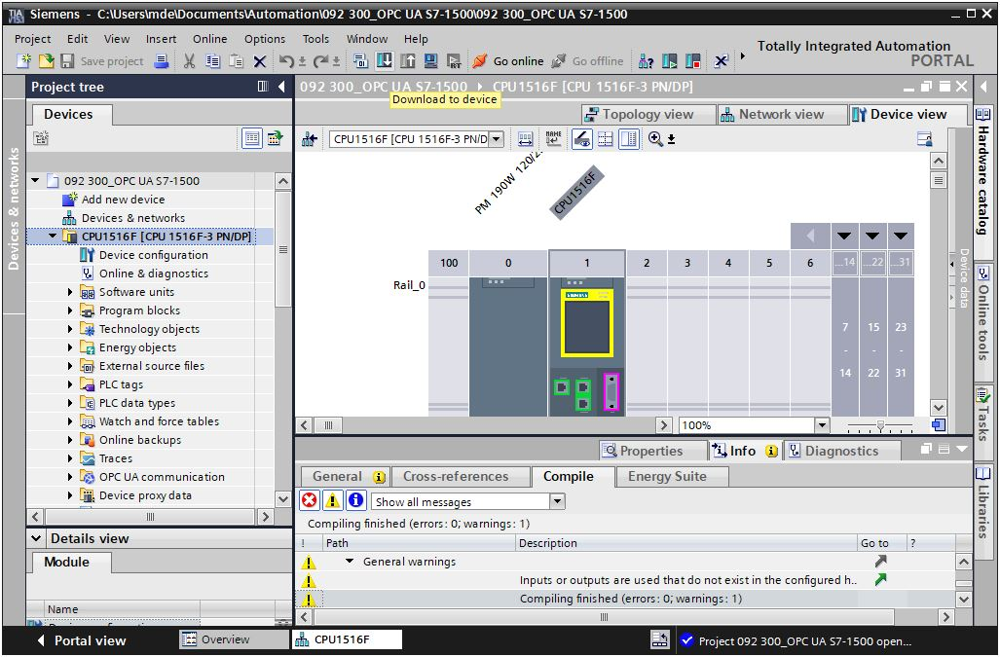 Siemens - C:\Users\mde\Documents\Automation\092 300_OPC UA S7-1500\092 300_OPC UA S7-1500
Project Edit View Insert Online Options Tools Window Help
Totally Integrated Automation
PORTAL
Save project
Go online
Go offline
Download to device
Project tree
092 300_OPC UA S7-1500 CPU1516F [CPU 1516F-3 PN/DP]
Devices
Topology view
Network view
Device view
CPU1516F [CPU 1516F-3 PN/D
Devices & networks
092 300_OPC UA S7-1500
Add new device
Devices & networks
CPU1516F [CPU 1516F-3 PN/DP]
Device configuration
Online & diagnostics
Software units
Program blocks
Technology objects
Energy objects
External source files
PLC tags
PLC data types
Watch and force tables
Online backups
Traces
OPC UA communication
Device proxy data
PM 190W 120/2
CPU1516F
100 0 1 2 3 4 5 6 ...14 ...22 ...31
Rail_0
SIEMENS
7 15 23
- - -
14 22 31
Device data
Hardware catalog
Online tools
Tasks
Libraries
100%
Properties
Info
Diagnostics
General
Cross-references
Compile
Energy Suite
Show all messages
Compiling finished (errors: 0; warnings: 1)
! Path Description Go to ?
General warnings
Inputs or outputs are used that do not exist in the configured h..
Compiling finished (errors: 0; warnings: 1)
Details view
Module
Name
Portal view
Overview
CPU1516F
Project 092 300_OPC UA S7-1500 open...